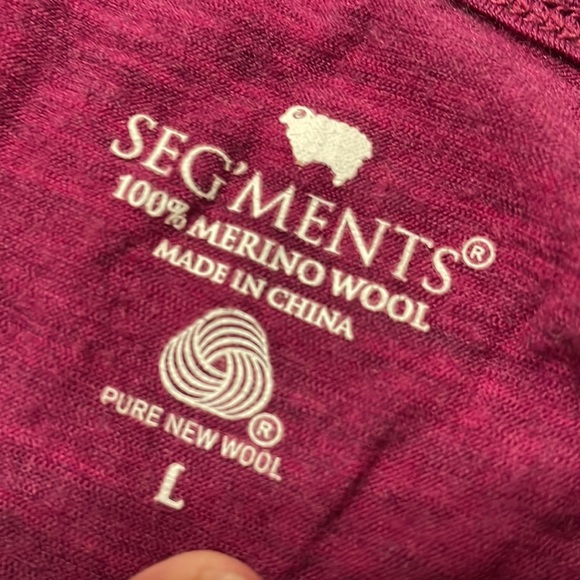 SEG'MENTS®
100% MERINO WOOL
MADE IN CHINA
®
PURE NEW WOOL
L